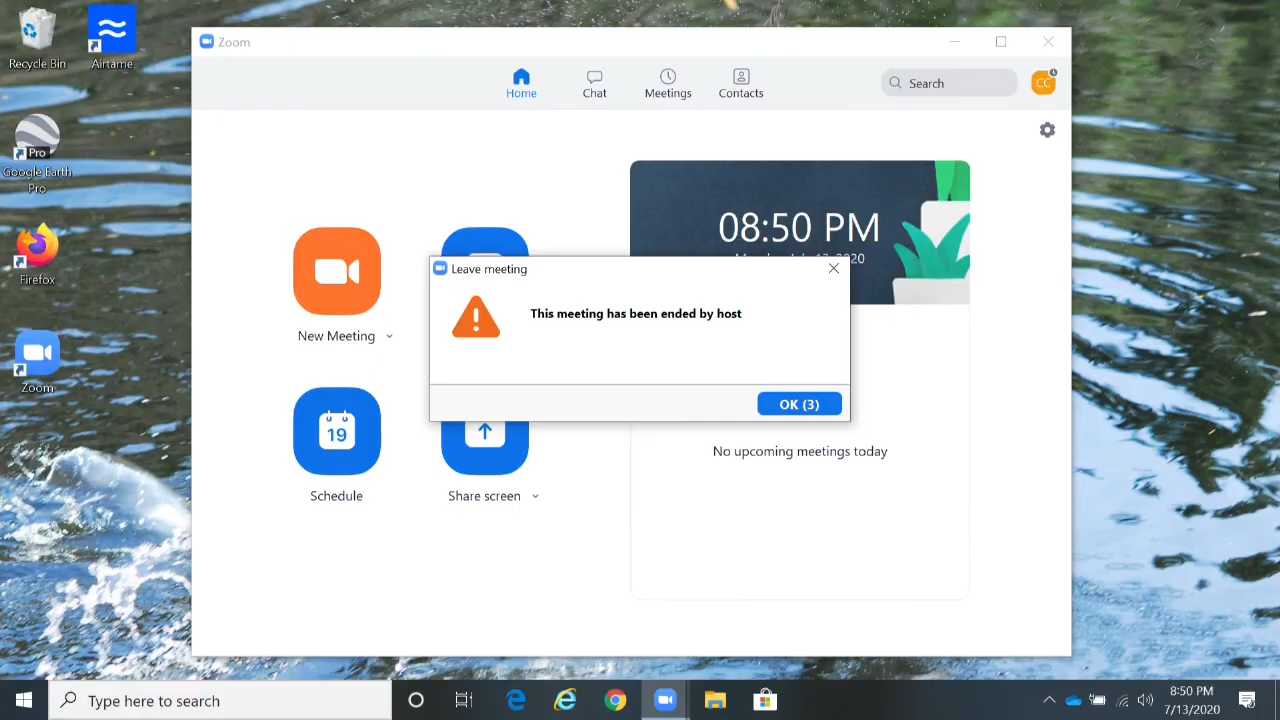 Recycle Bin
Airtame
Pro
Google Earth Pro
Firefox
Zoom
Zoom
Home
Chat
Meetings
Contacts
Search
CC
08:50 PM
2020
New Meeting
19
Schedule
Share screen
No upcoming meetings today
Leave meeting
This meeting has been ended by host
OK (3)
Type here to search
8:50 PM
7/13/2020